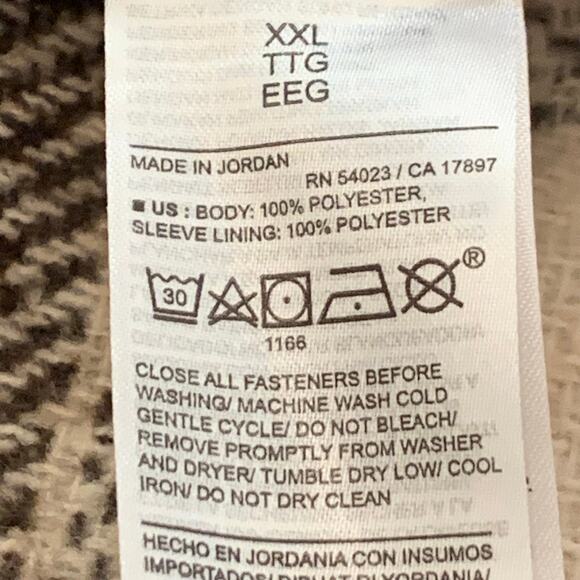 XXL
TTG
EEG
MADE IN JORDAN
RN 54023 / CA 17897
■ US : BODY: 100% POLYESTER,
SLEEVE LINING: 100% POLYESTER
30
®
1166
CLOSE ALL FASTENERS BEFORE
WASHING/ MACHINE WASH COLD
GENTLE CYCLE/ DO NOT BLEACH/
REMOVE PROMPTLY FROM WASHER
AND DRYER/ TUMBLE DRY LOW/ COOL
IRON/ DO NOT DRY CLEAN
HECHO EN JORDANIA CON INSUMOS